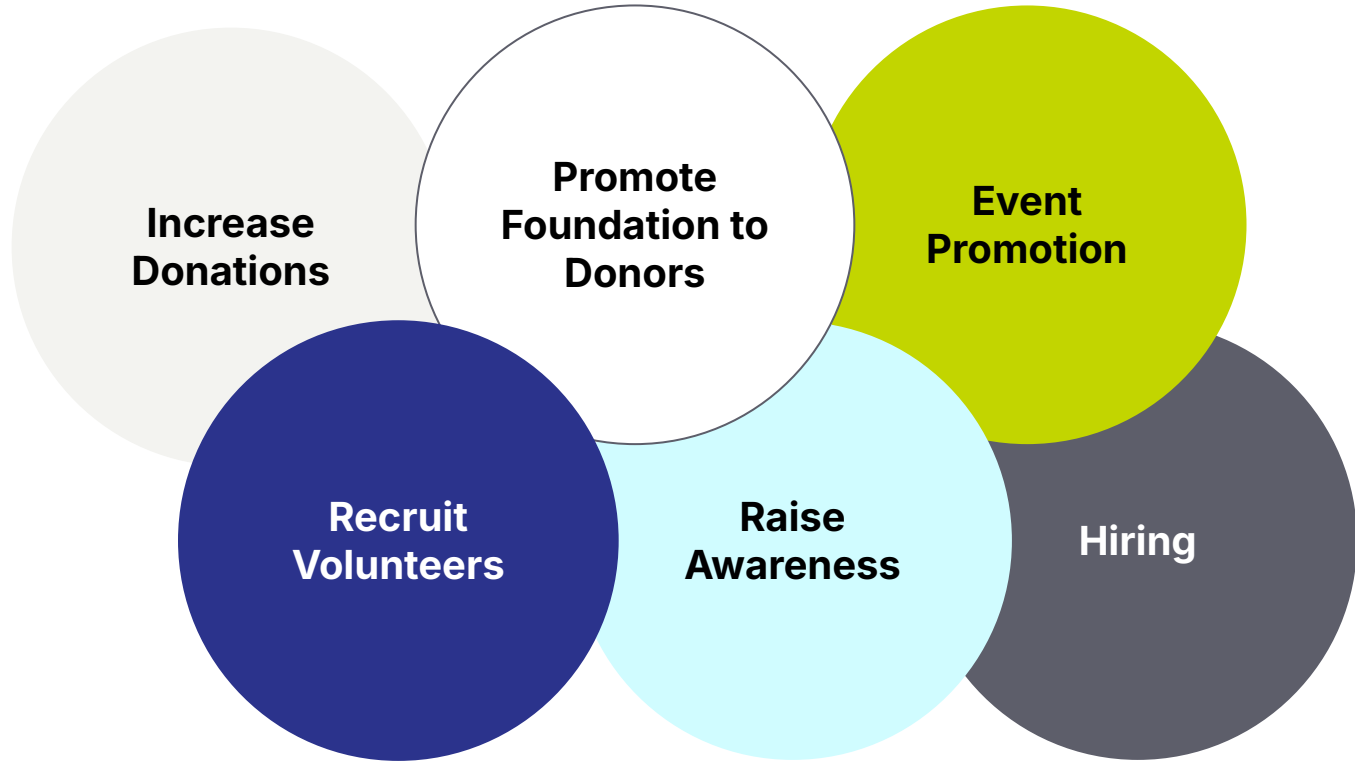 Increase
Donations
Promote
Foundation to
Donors
Event
Promotion
Recruit
Volunteers
Raise
Awareness
Hiring